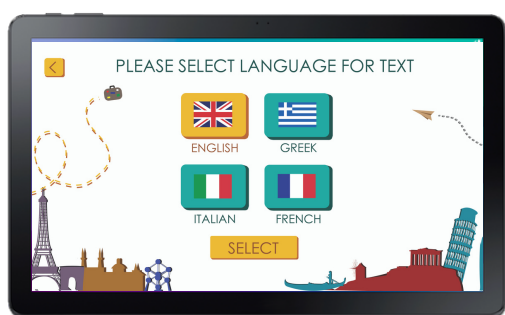 PLEASE SELECT LANGUAGE FOR TEXT
ENGLISH
GREEK
ITALIAN
FRENCH
SELECT